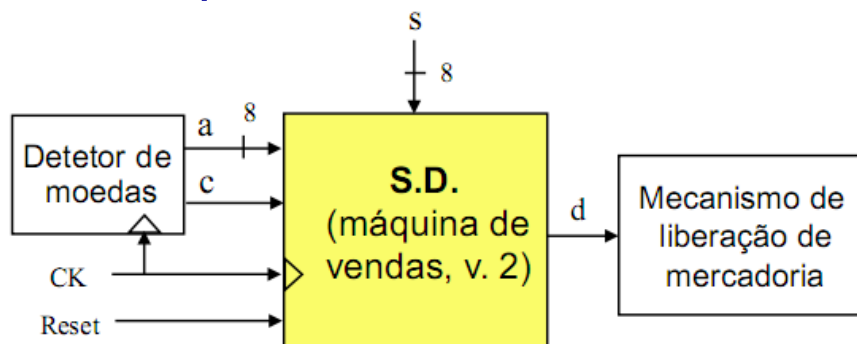 s
8
8
a
Detetor de
moedas
c
S.D.
(máquina de
vendas, v. 2)
d
Mecanismo de
liberação de
mercadoria
CK
Reset